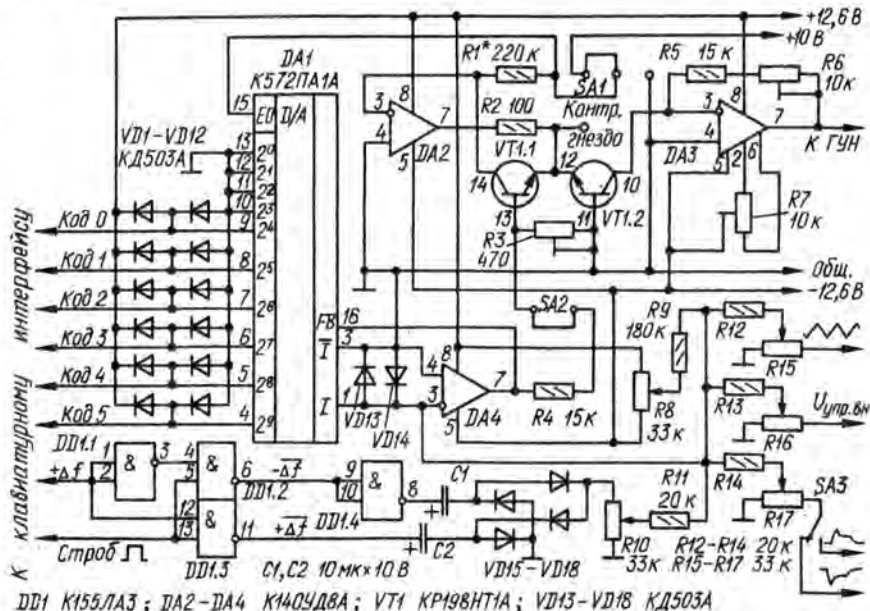 +12,6 В
+10 В
DA1
К572ПА1А
R1* 220 к
SA1
R5 15 к
R6
10 к
15
E0
D/A
3
8
7
4
5
DA2
R2 100
Контр.
гнездо
3
8
7
4
5
2
6
DA3
К ГУН
VD1-VD12
КД503А
13
12
11
10
2⁰
2¹
2²
2³
2⁴
2⁵
2⁶
2⁷
2⁸
2⁹
VT1.1
14
12
10
13
11
VT1.2
R3
470
R7
10 к
К клавиатурному интерфейсу
Код 0
9
Код 1
8
Код 2
7
Код 3
6
Код 4
5
Код 5
4
Общ.
-12,6 В
FB
16
I
3
I
1
SA2
R9
180 к
R12
R15
VD13
VD14
4
8
7
3
5
DA4
R4 15 к
R8
33 к
R13
R16
Uупр.вн
R14
R17
SA3
DD1.1
1
2
&
3
+Δf
4
5
&
6
-Δf
DD1.2
12
13
&
11
+Δf
DD1.3
Строб
9
10
&
8
DD1.4
C1
C2
+
+
C1, C2 10 мк×10 В
VD15-VD18
R11
20 к
R10
33 к
R12-R14 20 к
R15-R17 33 к
DD1 К155ЛА3; DA2-DA4 К140УД8А; VT1 КР198НТ1А; VD13-VD18 КД503А